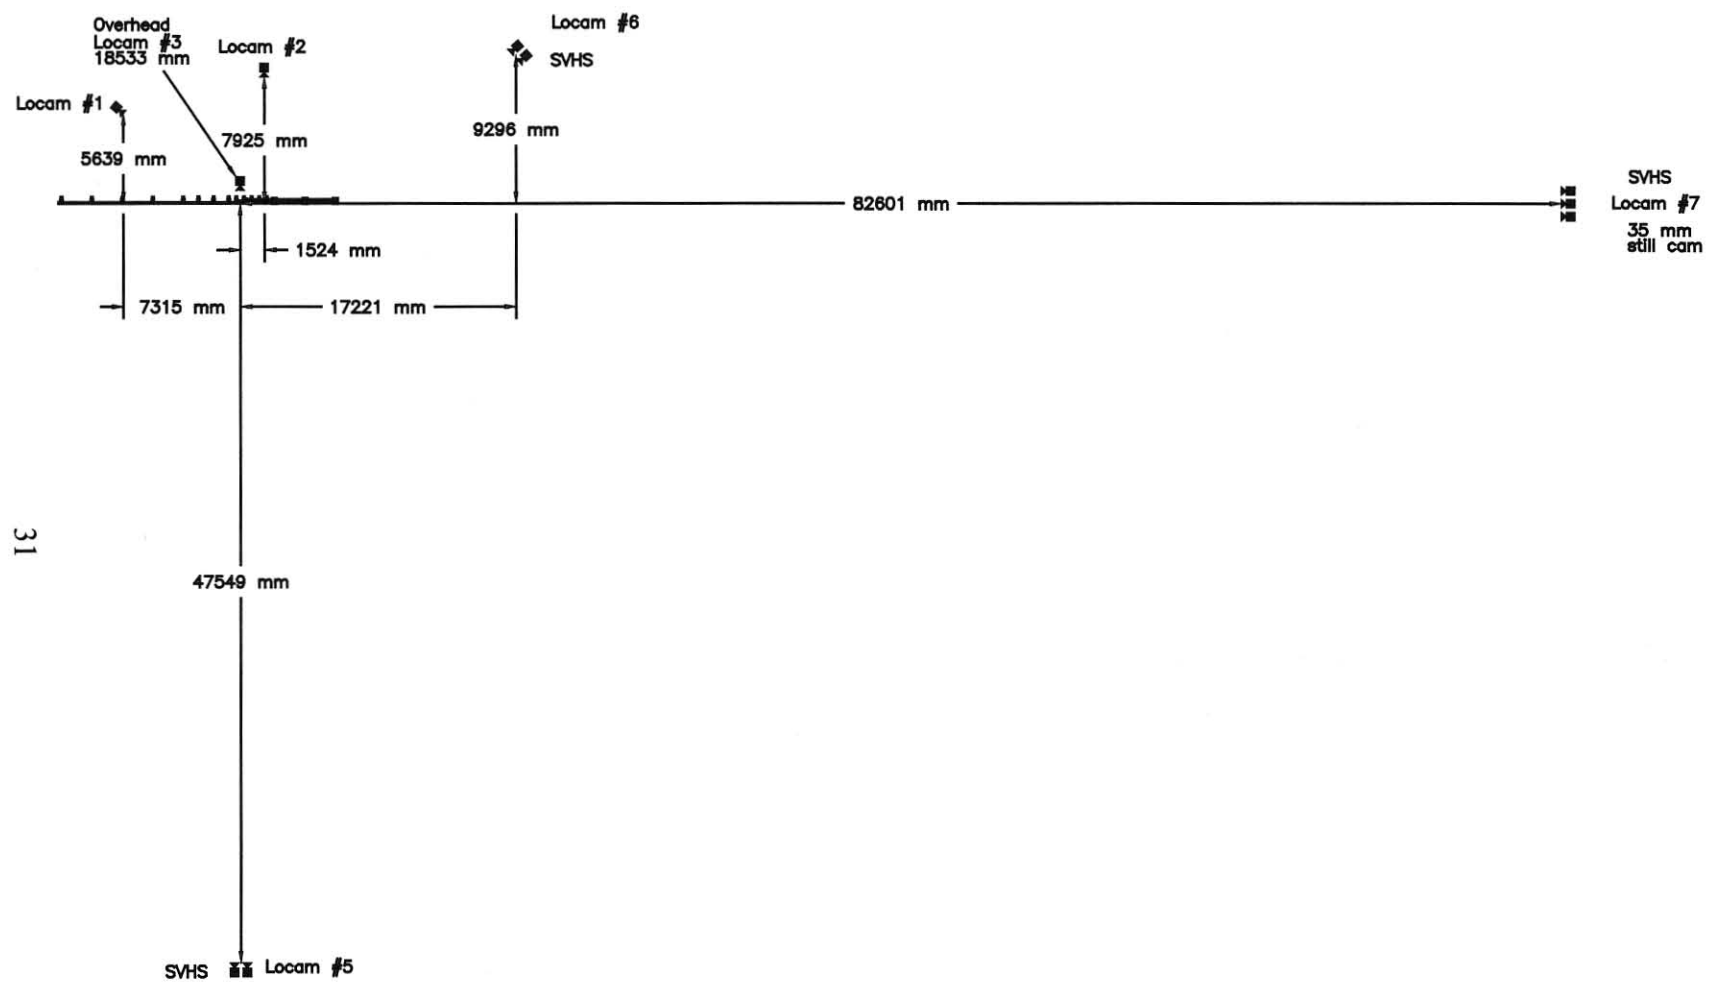 Overhead
Locam #3
18533 mm
Locam #2
Locam #6
SVHS
Locam #1
7925 mm
9296 mm
5639 mm
82601 mm
SVHS
Locam #7
35 mm
still cam
1524 mm
7315 mm
17221 mm
47549 mm
SVHS
Locam #5
31